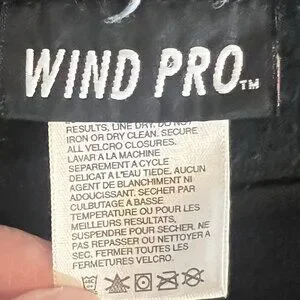 WIND PRO™
RESULTS, LINE DRY. DO NOT
IRON OR DRY CLEAN. SECURE
ALL VELCRO CLOSURES.
LAVAR A LA MACHINE
SEPAREMENT A CYCLE
DELICAT A L'EAU TIEDE. AUCUN
AGENT DE BLANCHIMENT NI
ADOUCISSANT. SECHER PAR
CULBUTAGE A BASSE
TEMPERATURE OU POUR LES
MEILLEURS RESULTATS,
SUSPENDRE POUR SECHER. NE
PAS REPASSER OU NETTOYER A
SEC. FERMER TOUTES LES
FERMETURES VELCRO.